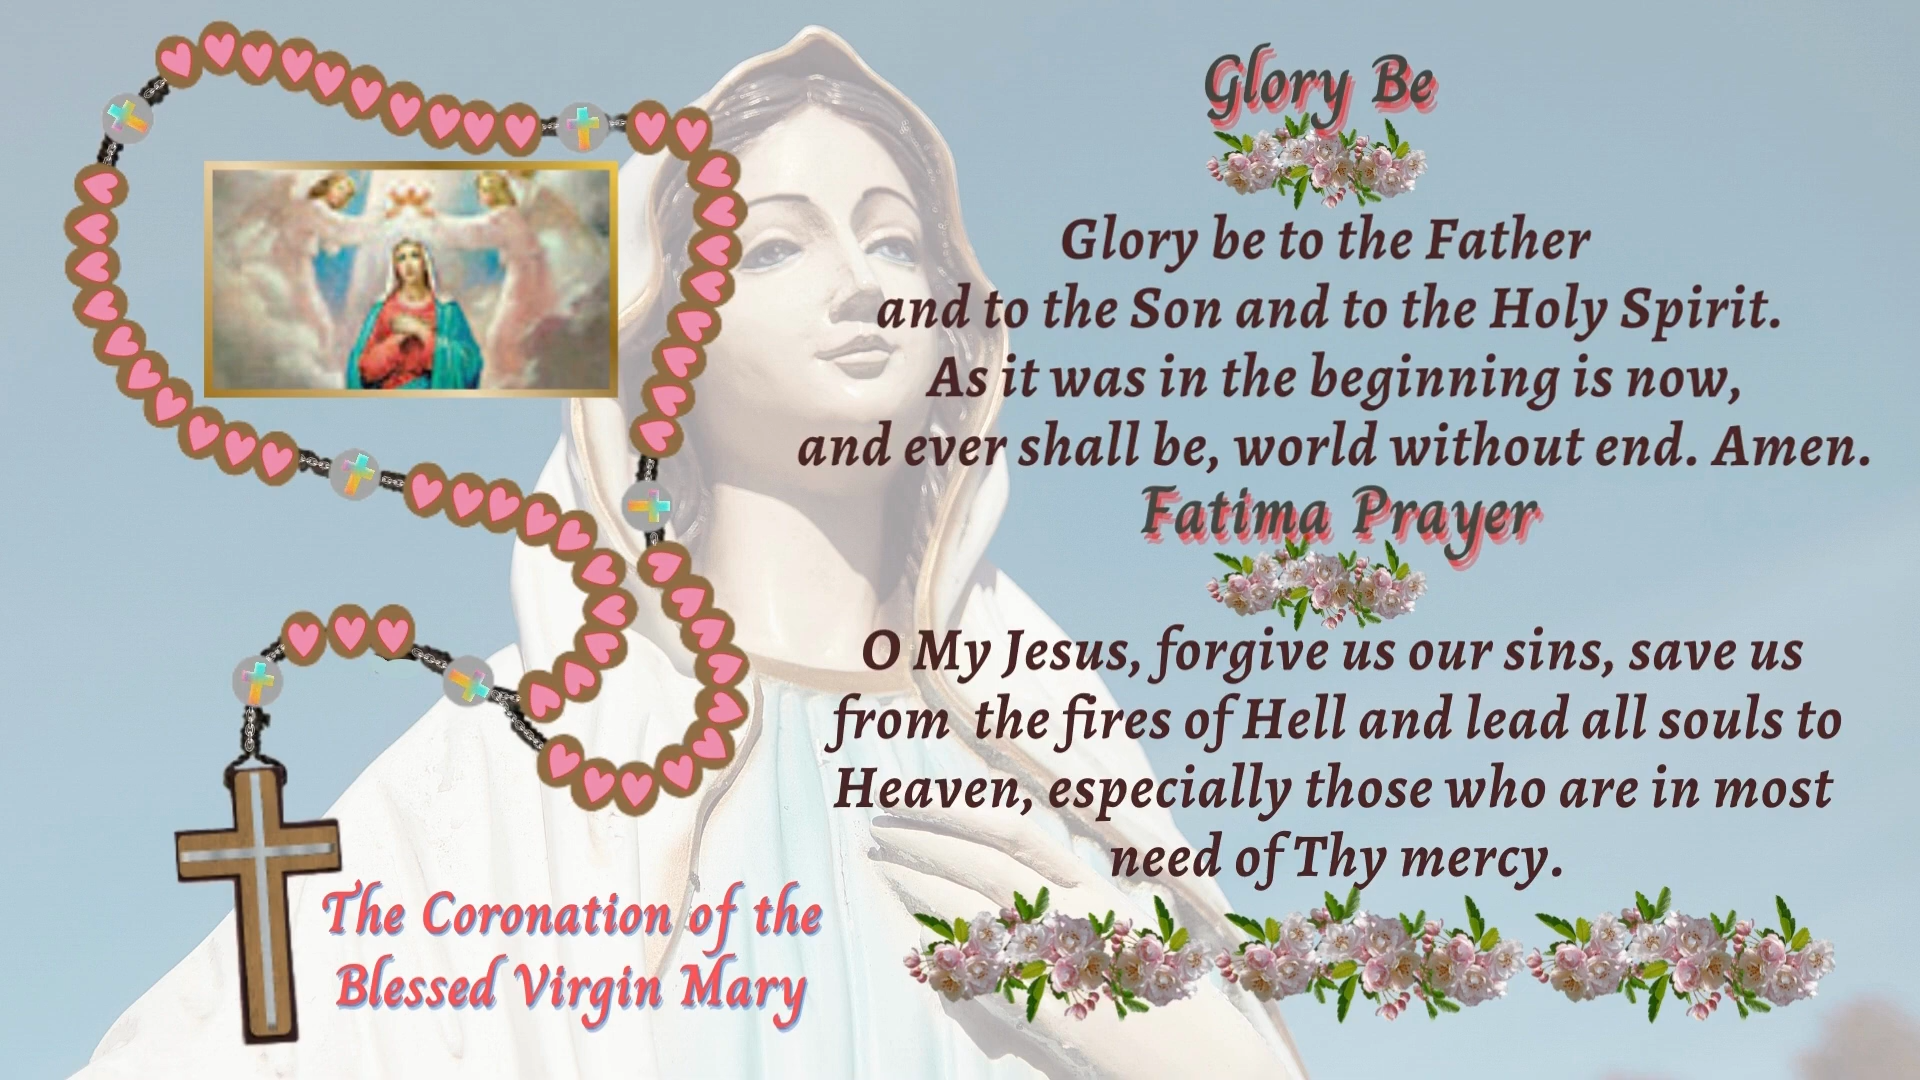 Glory Be
Glory be to the Father
and to the Son and to the Holy Spirit.
As it was in the beginning is now,
and ever shall be, world without end. Amen.
Fatima Prayer
O My Jesus, forgive us our sins, save us
from the fires of Hell and lead all souls to
Heaven, especially those who are in most
need of Thy mercy.
The Coronation of the
Blessed Virgin Mary